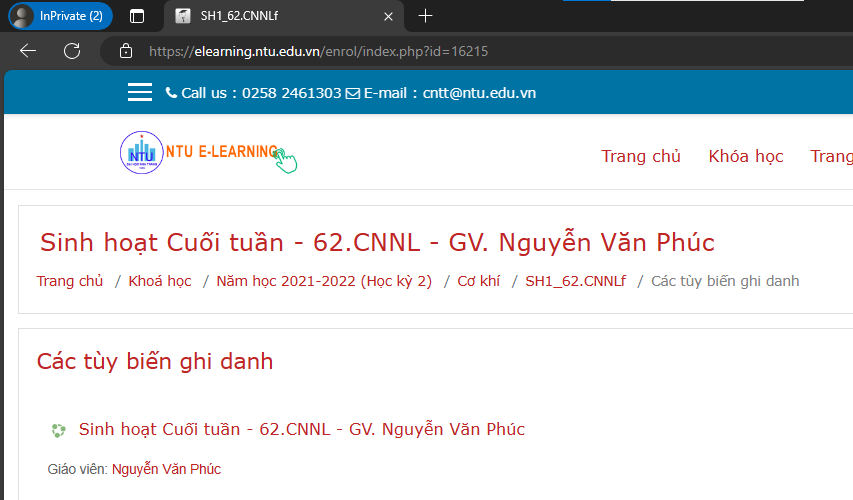 InPrivate (2)
SH1_62.CNNLf
https://elearning.ntu.edu.vn/enrol/index.php?id=16215
Call us : 0258 2461303 E-mail : cntt@ntu.edu.vn
NTU NTU E-LEARNING
Trang chủ Khóa học Trang
Sinh hoạt Cuối tuần - 62.CNNL - GV. Nguyễn Văn Phúc
Trang chủ / Khoá học / Năm học 2021-2022 (Học kỳ 2) / Cơ khí / SH1_62.CNNLf / Các tùy biến ghi danh
Các tùy biến ghi danh
Sinh hoạt Cuối tuần - 62.CNNL - GV. Nguyễn Văn Phúc
Giáo viên: Nguyễn Văn Phúc